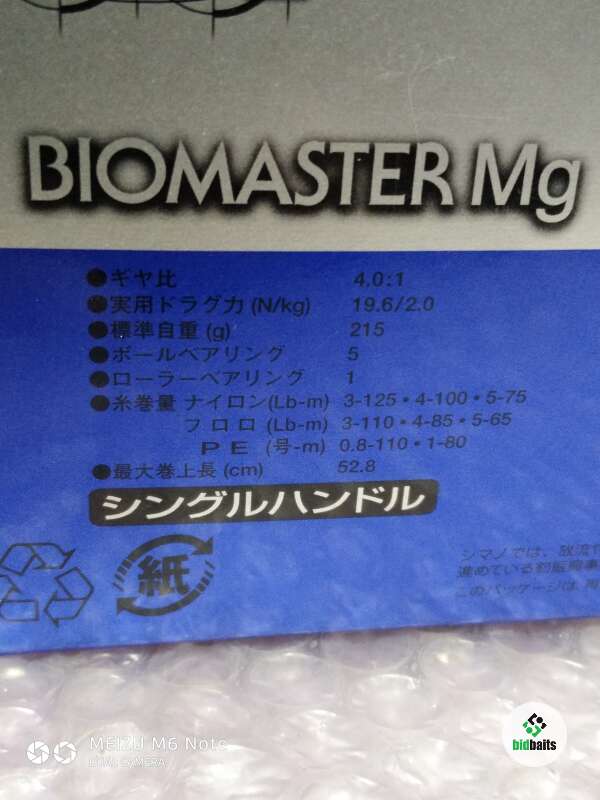 BIOMASTER Mg
●ギヤ比 4.0:1
●実用ドラグ力(N/kg) 19.6/2.0
●標準自重(g) 215
●ボールベアリング 5
●ローラーベアリング 1
●糸巻量 ナイロン(Lb-m) 3-125・4-100・5-75
フロロ(Lb-m) 3-110・4-85・5-65
PE (号-m) 0.8-110・1-80
●最大巻上長(cm) 52.8
シングルハンドル
紙
シマノでは、放流
進めている
このパッケージは
MEIZU M6 Note
DUAL CAMERA
bidbaits